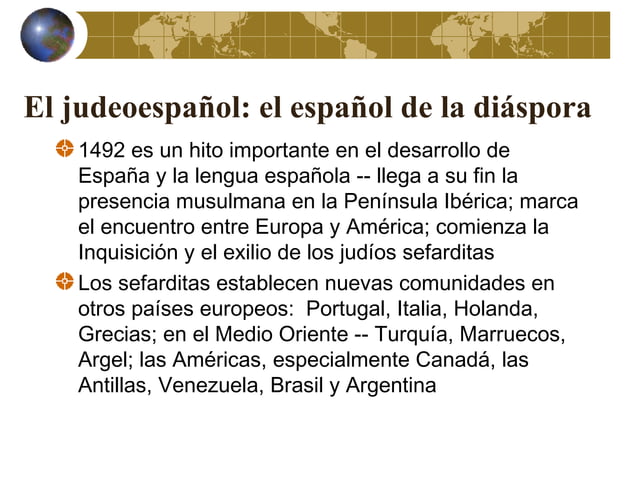 El judeoespañol: el español de la diáspora
1492 es un hito importante en el desarrollo de
España y la lengua española -- llega a su fin la
presencia musulmana en la Península Ibérica; marca
el encuentro entre Europa y América; comienza la
Inquisición y el exilio de los judíos sefarditas
Los sefarditas establecen nuevas comunidades en
otros países europeos:  Portugal, Italia, Holanda,
Grecias; en el Medio Oriente -- Turquía, Marruecos,
Argel; las Américas, especialmente Canadá, las
Antillas, Venezuela, Brasil y Argentina